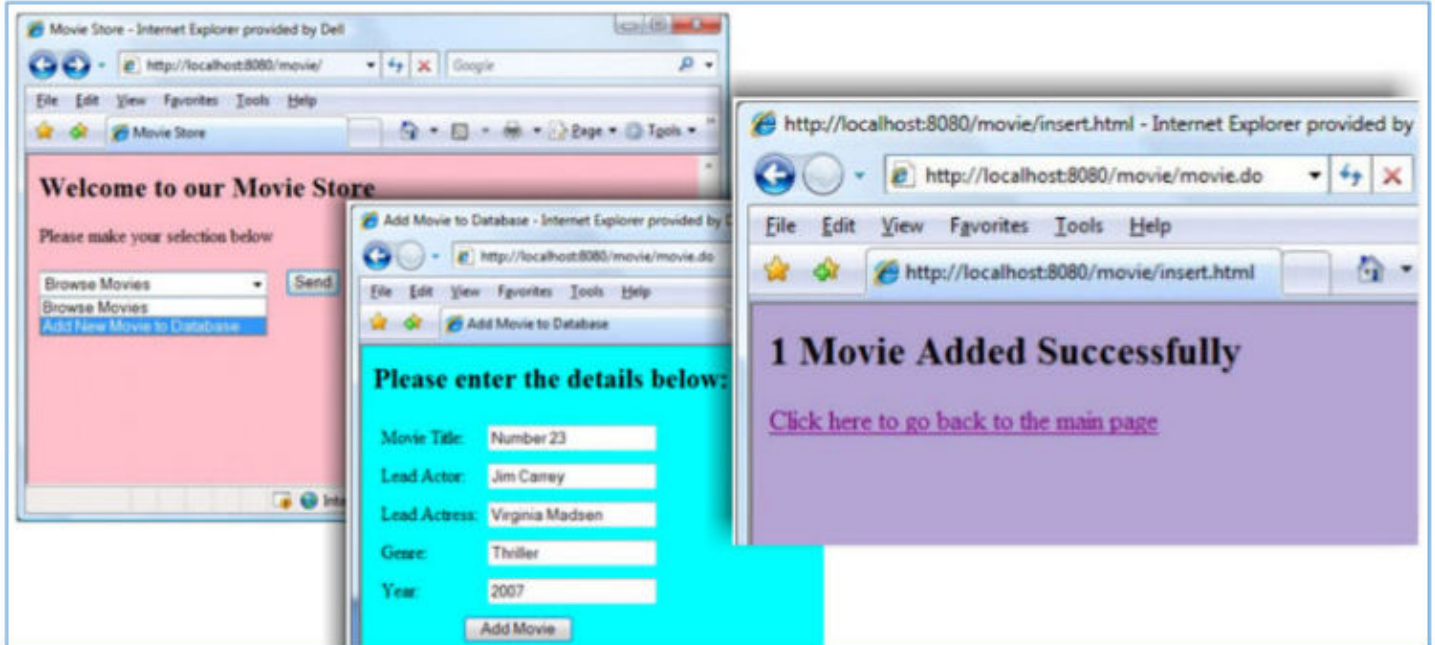 Movie Store - Internet Explorer provided by Dell
http://localhost:8080/movie/
Google
File Edit View Favorites Tools Help
Movie Store
Page Tools
Welcome to our Movie Store
Please make your selection below
Browse Movies
Send
Browse Movies
Add New Movie to Database
Inte
Add Movie to Database - Internet Explorer provided by D
http://localhost:8080/movie/movie.do
File Edit View Favorites Tools Help
Add Movie to Database
Please enter the details below:
Movie Title: Number 23
Lead Actor: Jim Carrey
Lead Actress: Virginia Madsen
Genre: Thriller
Year: 2007
Add Movie
http://localhost:8080/movie/insert.html - Internet Explorer provided by
http://localhost:8080/movie/movie.do
File Edit View Favorites Tools Help
http://localhost:8080/movie/insert.html
1 Movie Added Successfully
Click here to go back to the main page